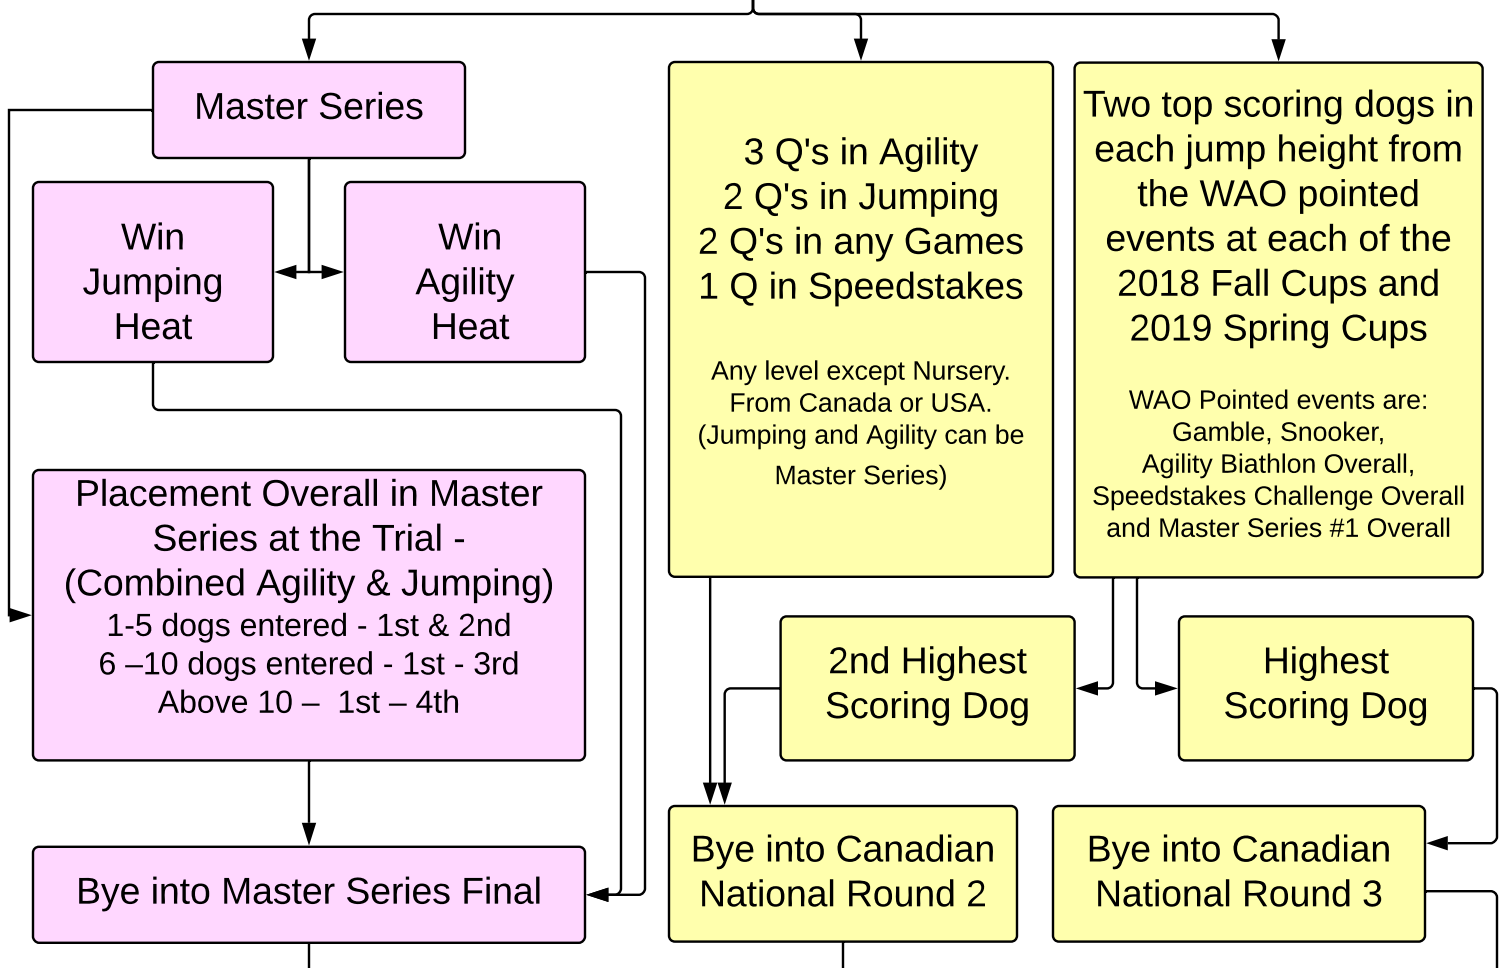 Master Series
Win
Jumping
Heat
Win
Agility
Heat
Placement Overall in Master
Series at the Trial -
(Combined Agility & Jumping)
1-5 dogs entered - 1st & 2nd
6 –10 dogs entered - 1st - 3rd
Above 10 –  1st – 4th
Bye into Master Series Final
3 Q's in Agility
2 Q's in Jumping
2 Q's in any Games
1 Q in Speedstakes
Any level except Nursery.
From Canada or USA.
(Jumping and Agility can be
Master Series)
Two top scoring dogs in
each jump height from
the WAO pointed
events at each of the
2018 Fall Cups and
2019 Spring Cups
WAO Pointed events are:
Gamble, Snooker,
Agility Biathlon Overall,
Speedstakes Challenge Overall
and Master Series #1 Overall
2nd Highest
Scoring Dog
Highest
Scoring Dog
Bye into Canadian
National Round 2
Bye into Canadian
National Round 3